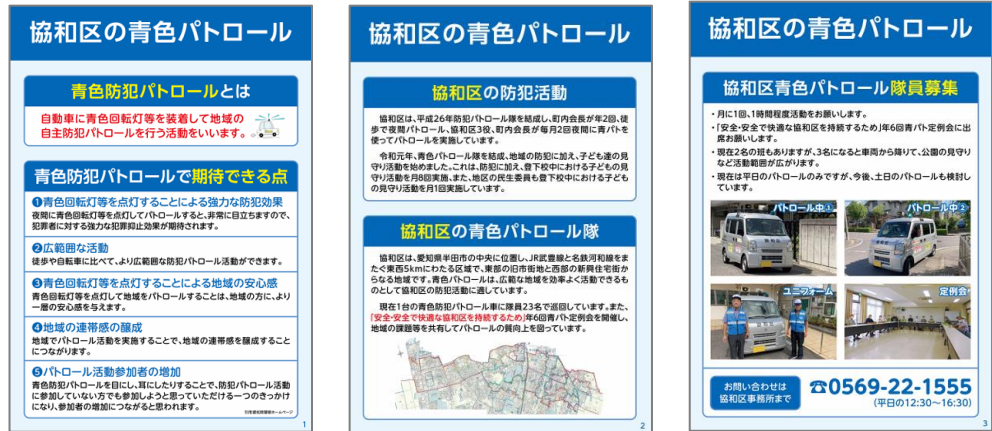 協和区の青色パトロール
青色防犯パトロールとは
自動車に青色回転灯等を装着して地域の
自主防犯パトロールを行う活動をいいます。
青色防犯パトロールで期待できる点
❶青色回転灯等を点灯することによる強力な防犯効果
夜間に青色回転灯等を点灯してパトロールすると、非常に目立ちますので、
犯罪者に対する強力な犯罪抑止効果が期待されます。
❷広範囲な活動
徒歩や自転車に比べて、より広範囲な防犯パトロール活動ができます。
❸青色回転灯等を点灯することによる地域の安心感
青色回転灯等を点灯して地域をパトロールすることは、地域の方に、より
一層の安心感を与えます。
❹地域の連帯感の醸成
地域でパトロール活動を実施することで、地域の連帯感を醸成すること
につながります。
❺パトロール活動参加者の増加
青色防犯パトロールを目にし、耳にしたりすることで、防犯パトロール活動
に参加していない方でも参加しようと思っていただける一つのきっかけ
になり、参加者の増加につながると思われます。
引用:愛知県警察ホームページ
1
協和区の青色パトロール
協和区の防犯活動
協和区は、平成26年防犯パトロール隊を結成し、町内会長が年2回、徒
歩で夜間パトロール、協和区3役、町内会長が毎月2回夜間に青パトを
使ってパトロールを実施しています。
令和元年、青色パトロール隊を結成、地域の防犯に加え、子ども達の見
守り活動を始めました。これは、防犯に加え、登下校中における子どもの見
守り活動を月8回実施、また、地区の民生委員も登下校中における子ども
の見守り活動を月1回実施しています。
協和区の青色パトロール隊
協和区は、愛知県半田市の中央に位置し、JR武豊線と名鉄河和線をま
たぐ東西5kmにわたる区域で、東部の旧市街地と西部の新興住宅街か
らなる地域です。青色パトロールは、広範な地域を効率よく活動できるも
のとして協和区の防犯活動に適しています。
現在1台の青色防犯パトロール車に隊員23名で巡回しています。また、
「安全・安全で快適な協和区を持続するため」年6回青パト定例会を開催し、
地域の課題等を共有してパトロールの質向上を図っています。
2
協和区の青色パトロール
協和区青色パトロール隊員募集
・月に1回、1時間程度活動をお願いします。
・「安全・安全で快適な協和区を持続するため」年6回青パト定例会に出
席お願いします。
・現在2名の班もありますが、3名になると車両から降りて、公園の見守り
など活動範囲が広がります。
・現在は平日のパトロールのみですが、今後、土日のパトロールも検討し
ています。
パトロール中①
パトロール中②
ユニフォーム
定例会
お問い合わせは
協和区事務所まで
☎0569-22-1555
(平日の12:30〜16:30)
3